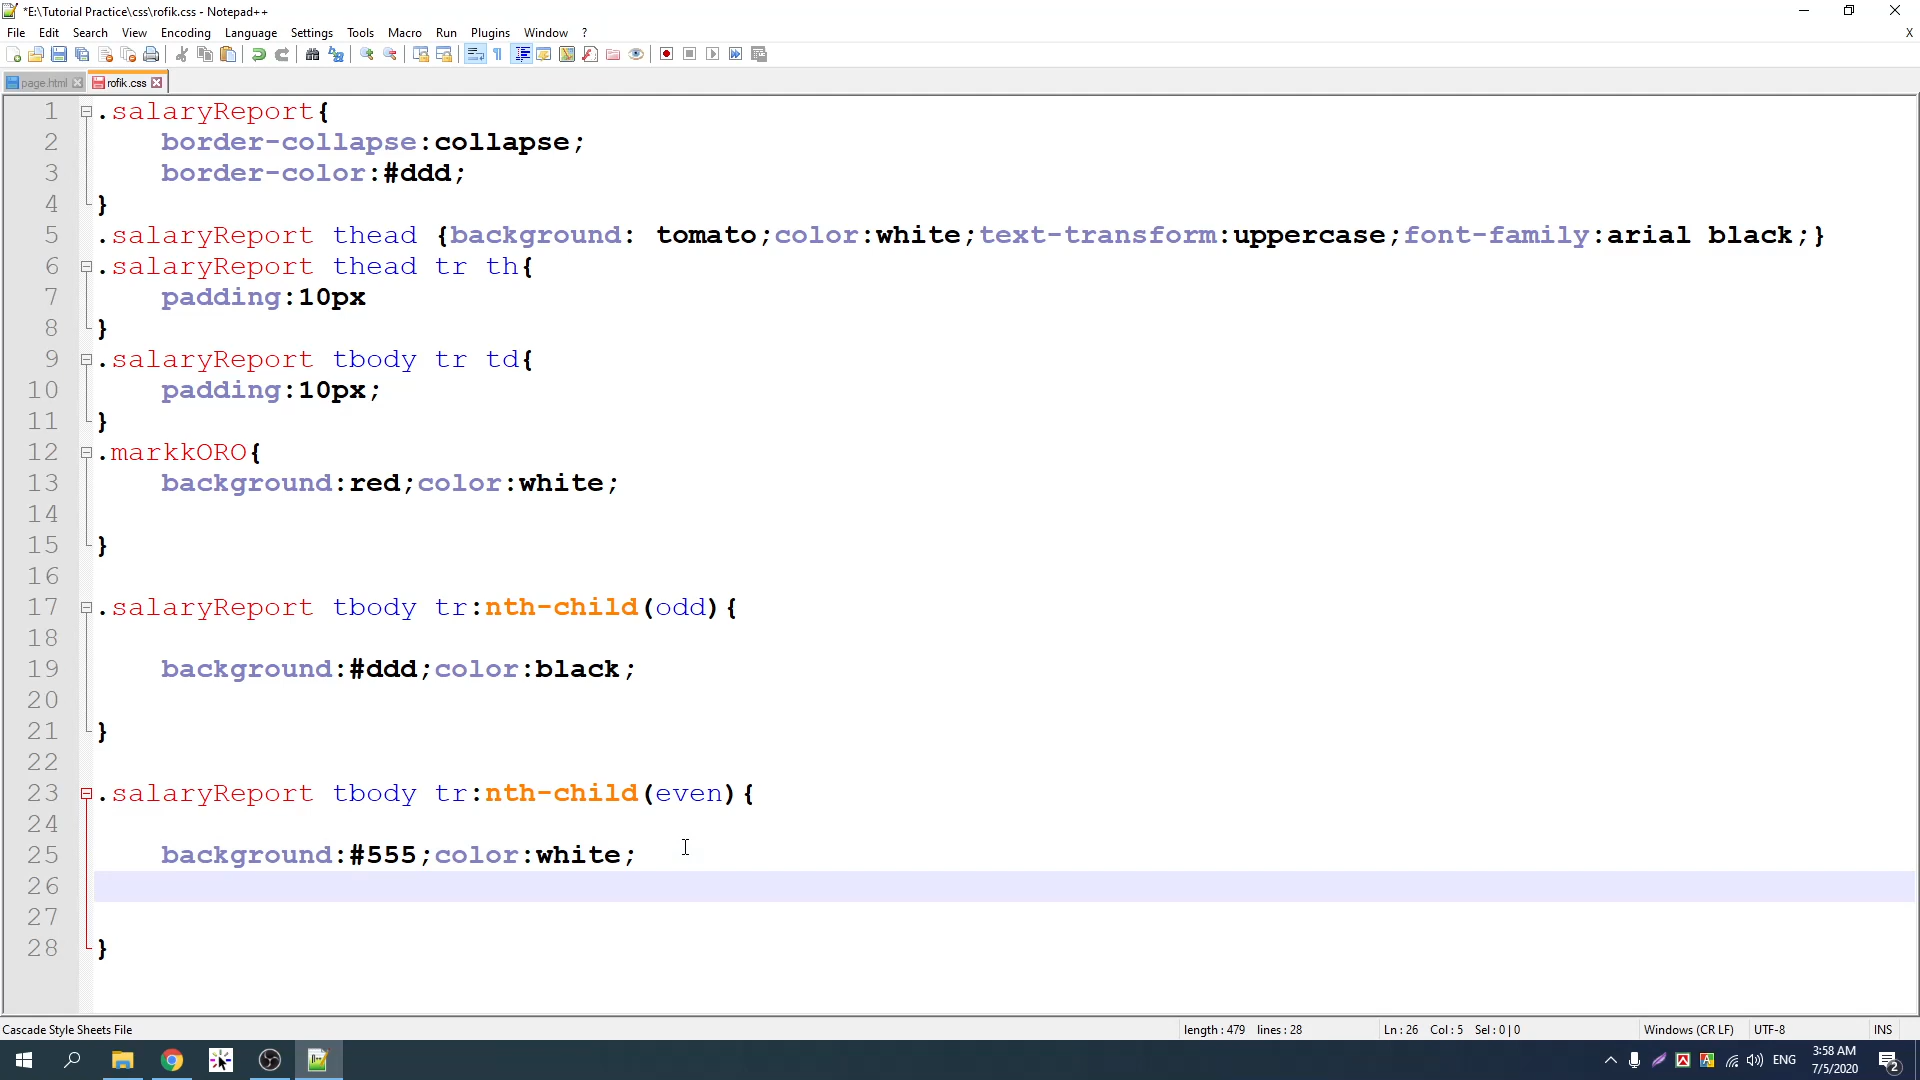 *E:\Tutorial Practice\css\rofik.css - Notepad++
File Edit Search View Encoding Language Settings Tools Macro Run Plugins Window ? X
page.html rofik.css
1 .salaryReport{
2 border-collapse:collapse;
3 border-color:#ddd;
4 }
5 .salaryReport thead {background: tomato;color:white;text-transform:uppercase;font-family:arial black;}
6 .salaryReport thead tr th{
7 padding:10px
8 }
9 .salaryReport tbody tr td{
10 padding:10px;
11 }
12 .markkORO{
13 background:red;color:white;
14
15 }
16
17 .salaryReport tbody tr:nth-child(odd){
18
19 background:#ddd;color:black;
20
21 }
22
23 .salaryReport tbody tr:nth-child(even){
24
25 background:#555;color:white;
26
27
28 }
Cascade Style Sheets File length : 479 lines : 28 Ln : 26 Col : 5 Sel : 0 | 0 Windows (CR LF) UTF-8 INS
ENG 3:58 AM
7/5/2020 2